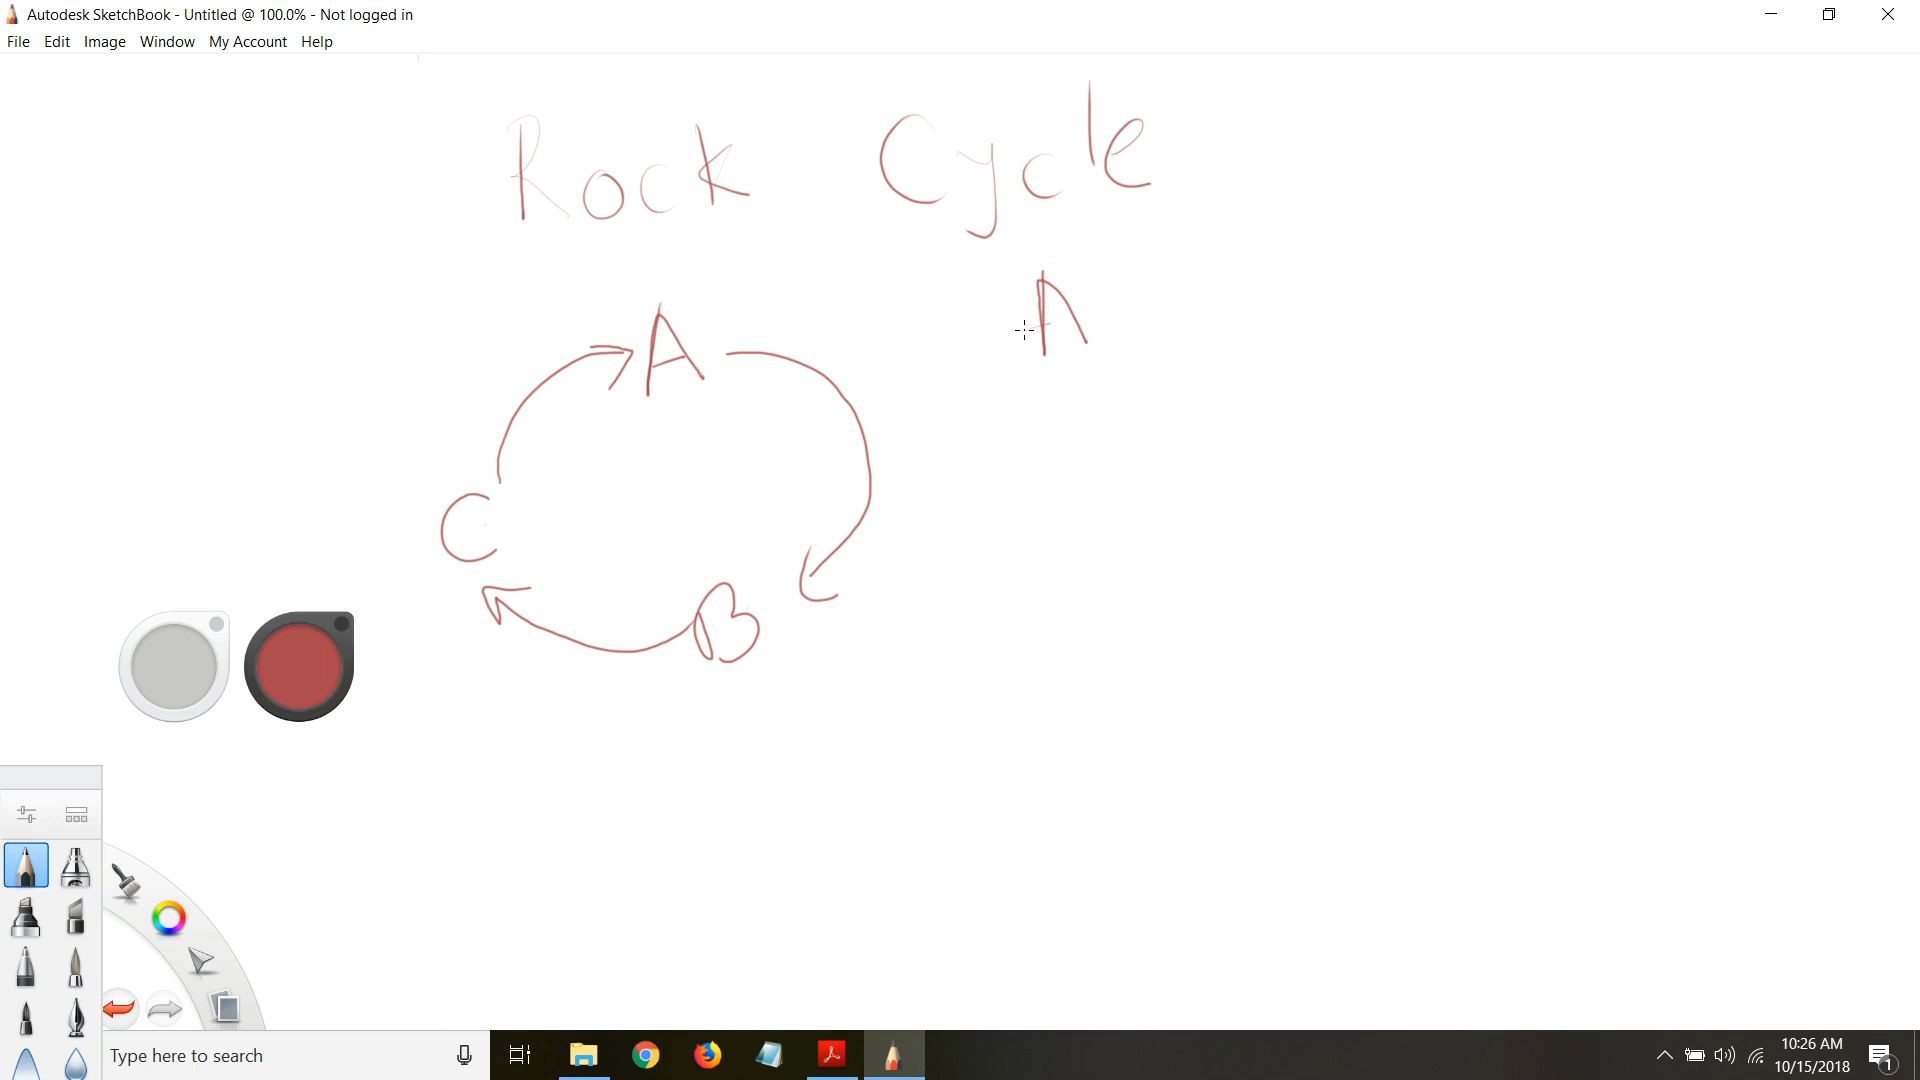 Autodesk SketchBook - Untitled @ 100.0% - Not logged in
File Edit Image Window My Account Help
Rock Cycle
A
A
C
B
Type here to search
10:26 AM
10/15/2018
1